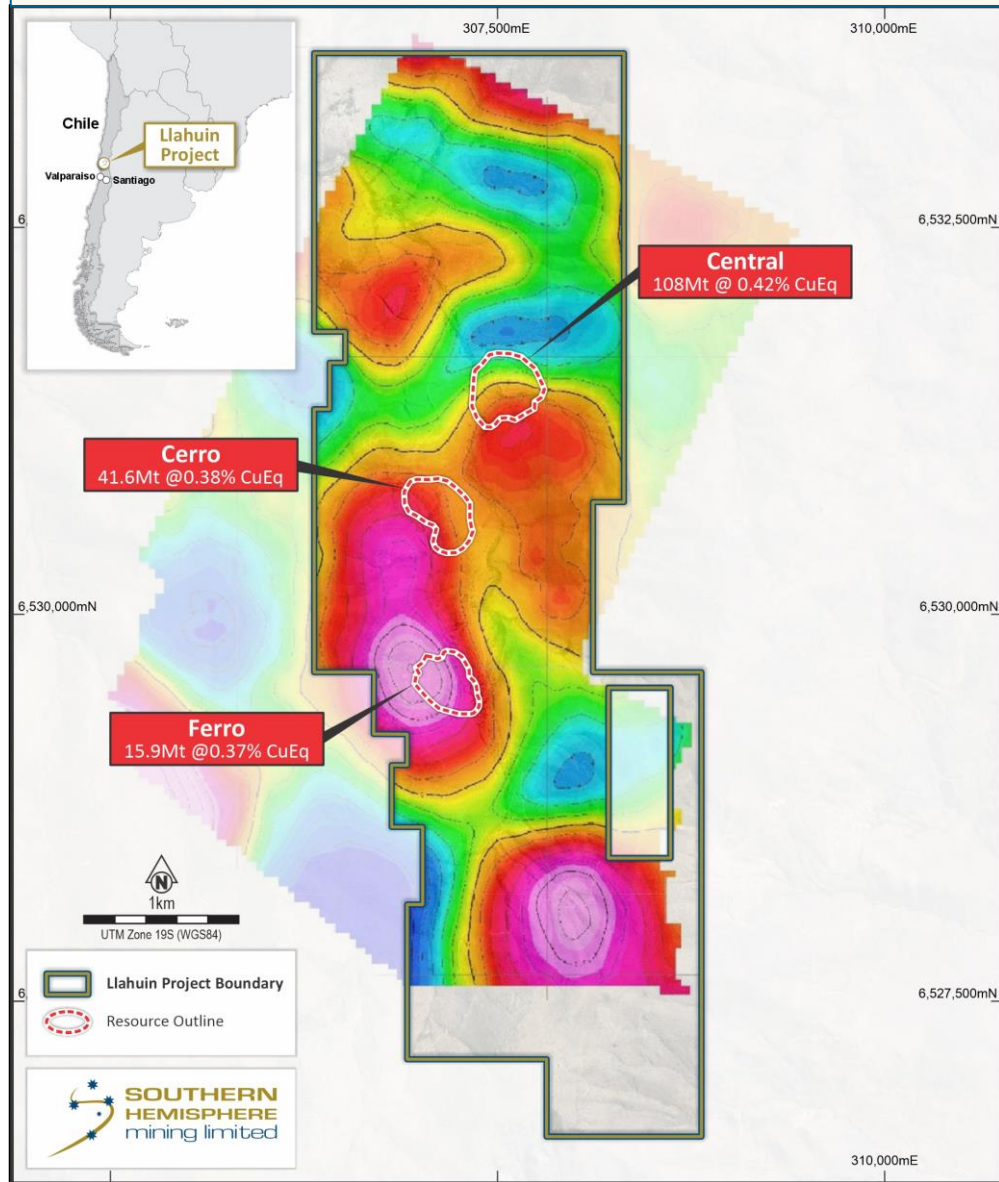 307,500mE
310,000mE
Chile
Llahuin
Project
Valparaiso
Santiago
6,532,500mN
Central
108Mt @ 0.42% CuEq
Cerro
41.6Mt @0.38% CuEq
6,530,000mN
6,530,000mN
Ferro
15.9Mt @0.37% CuEq
N
1km
UTM Zone 19S (WGS84)
Llahuin Project Boundary
6,527,500mN
Resource Outline
SOUTHERN
HEMISPHERE
mining limited
310,000mE